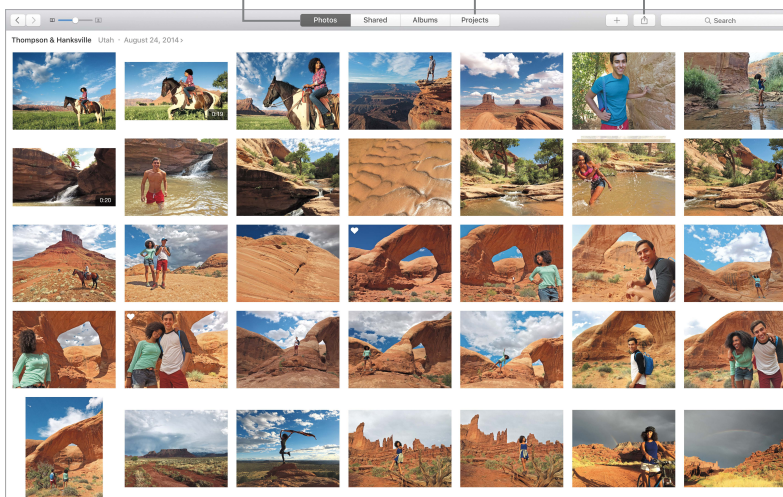 Photos Shared Albums Projects Search
Thompson & Hanksville Utah · August 24, 2014 >
0:19
0:20